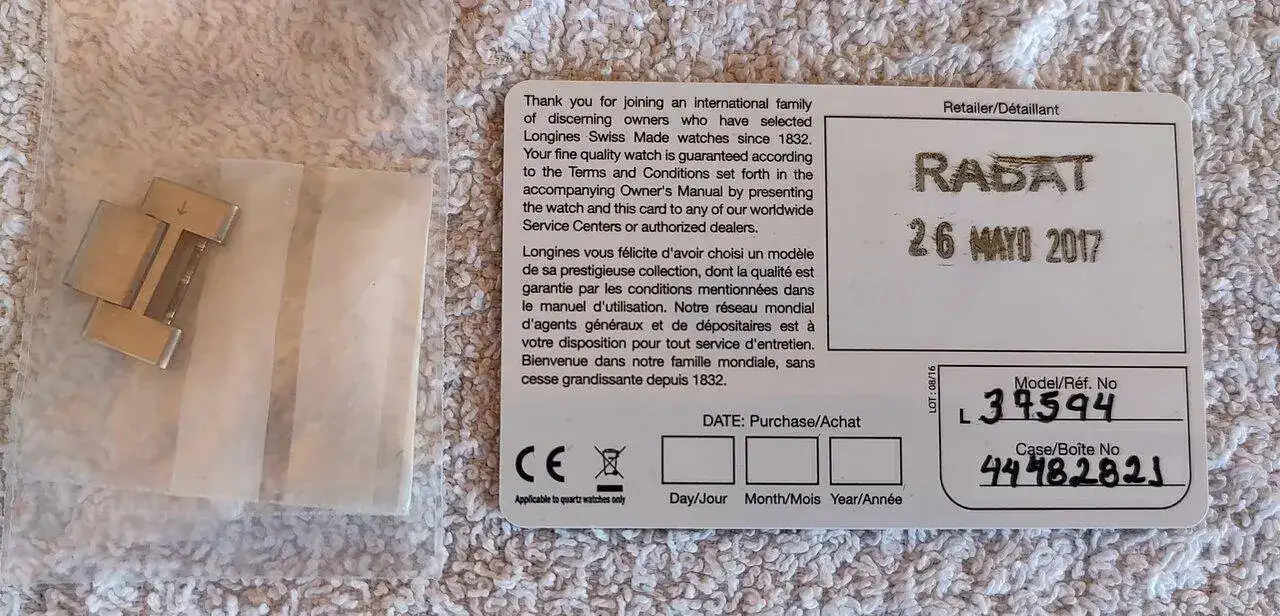 Thank you for joining an international family
of discerning owners who have selected
Longines Swiss Made watches since 1832.
Your fine quality watch is guaranteed according
to the Terms and Conditions set forth in the
accompanying Owner's Manual by presenting
the watch and this card to any of our worldwide
Service Centers or authorized dealers.
Longines vous félicite d'avoir choisi un modèle
de sa prestigieuse collection, dont la qualité est
garantie par les conditions mentionnées dans
le manuel d'utilisation. Notre réseau mondial
d'agents généraux et de dépositaires est à
votre disposition pour tout service d'entretien.
Bienvenue dans notre famille mondiale, sans
cesse grandissante depuis 1832.
DATE: Purchase/Achat
Day/Jour Month/Mois Year/Année
CE
Applicable to quartz watches only
Retailer/Détaillant
RABAT
26 MAYO 2017
LOT : 08/16
Model/Réf. No
L 37594
Case/Boîte No
44482821